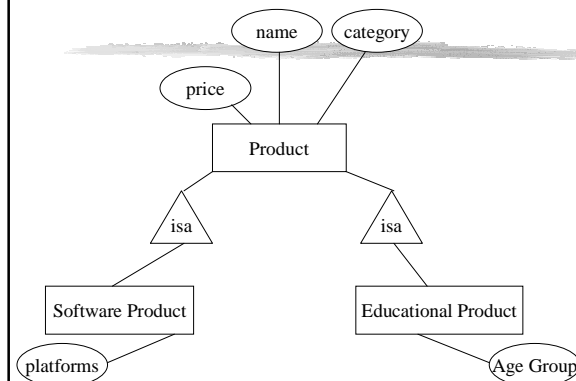 name category
price
Product
isa isa
Software Product Educational Product
platforms Age Group